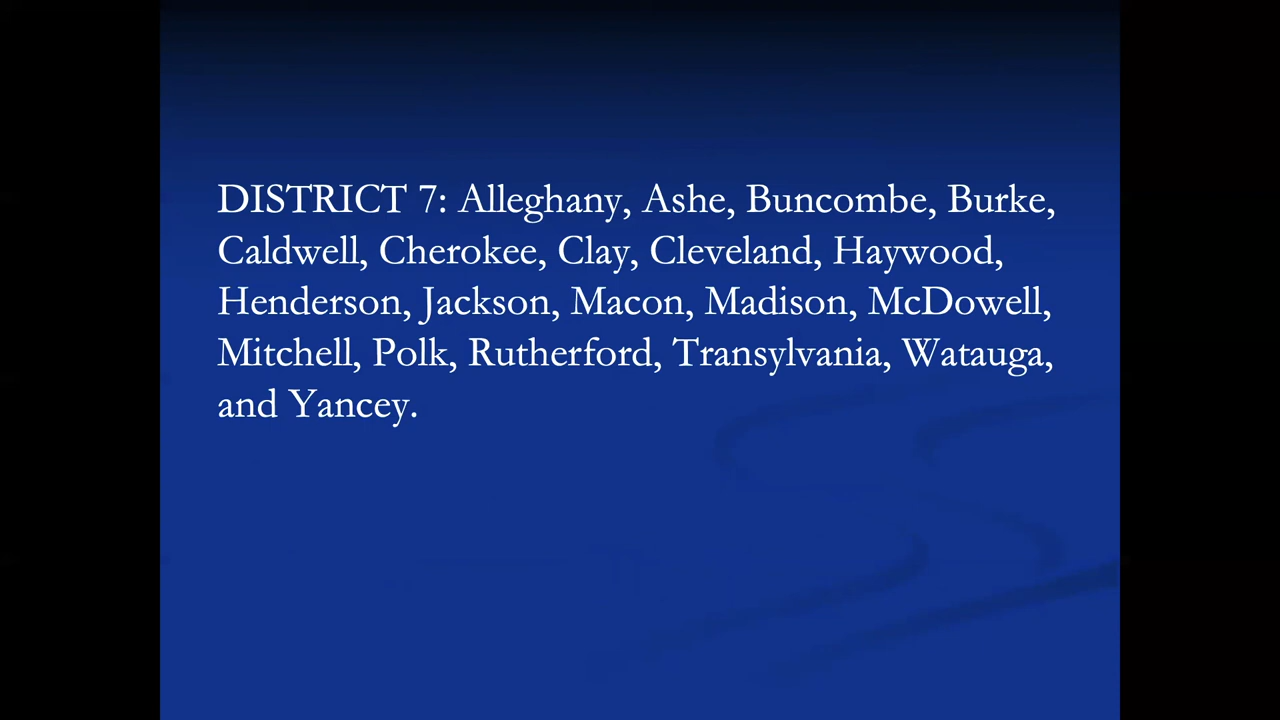 DISTRICT 7: Alleghany, Ashe, Buncombe, Burke,
Caldwell, Cherokee, Clay, Cleveland, Haywood,
Henderson, Jackson, Macon, Madison, McDowell,
Mitchell, Polk, Rutherford, Transylvania, Watauga,
and Yancey.